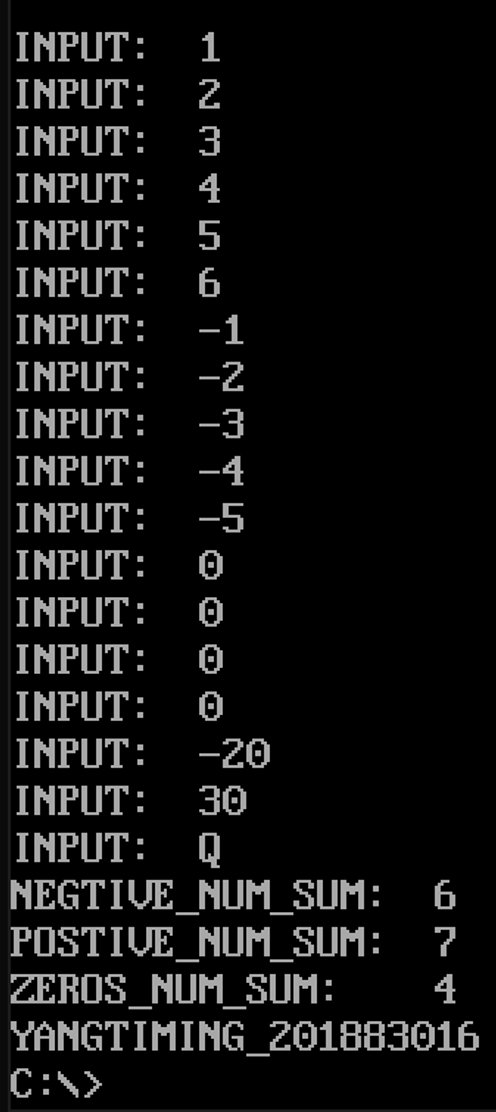 INPUT:  1
INPUT:  2
INPUT:  3
INPUT:  4
INPUT:  5
INPUT:  6
INPUT:  -1
INPUT:  -2
INPUT:  -3
INPUT:  -4
INPUT:  -5
INPUT:  0
INPUT:  0
INPUT:  0
INPUT:  0
INPUT:  -20
INPUT:  30
INPUT:  Q
NEGTIVE_NUM_SUM:  6
POSTIVE_NUM_SUM:  7
ZEROS_NUM_SUM:    4
YANGTIMING_201883016
C:\>